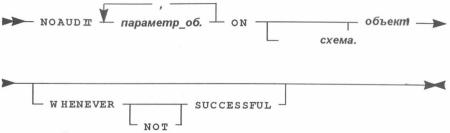 ,
NOAUDIT параметр_об. ON объект
схема.
WHENEVER SUCCESSFUL
NOT